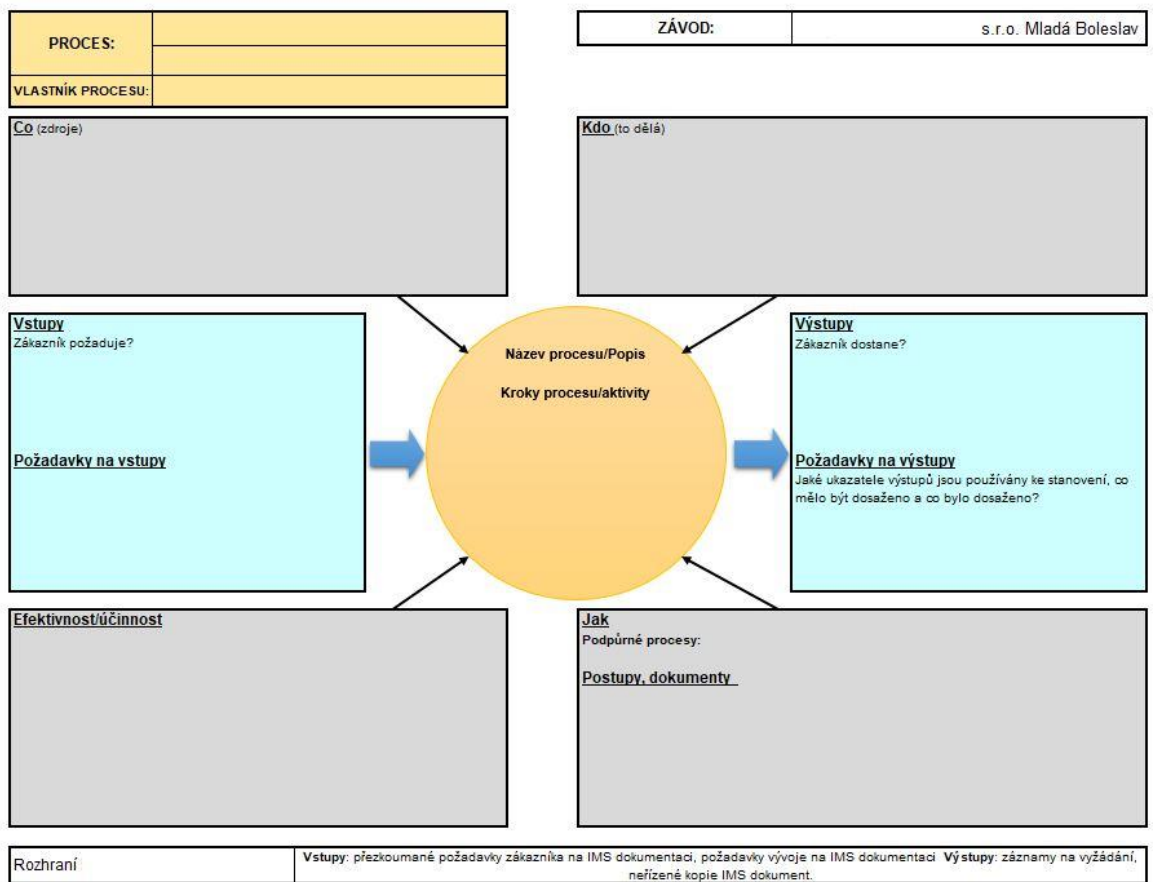 PROCES:
ZÁVOD:
s.r.o. Mladá Boleslav
VLASTNÍK PROCESU:
Co (zdroje)
Kdo (to dělá)
Vstupy
Zákazník požaduje?
Požadavky na vstupy
Název procesu/Popis
Kroky procesu/aktivity
Výstupy
Zákazník dostane?
Požadavky na výstupy
Jaké ukazatele výstupů jsou používány ke stanovení, co
mělo být dosaženo a co bylo dosaženo?
Efektivnost/účinnost
Jak
Podpůrné procesy:
Postupy, dokumenty
Rozhraní
Vstupy: přezkoumané požadavky zákazníka na IMS dokumentaci, požadavky vývoje na IMS dokumentaci Výstupy: záznamy na vyžádání,
neřízené kopie IMS dokument.